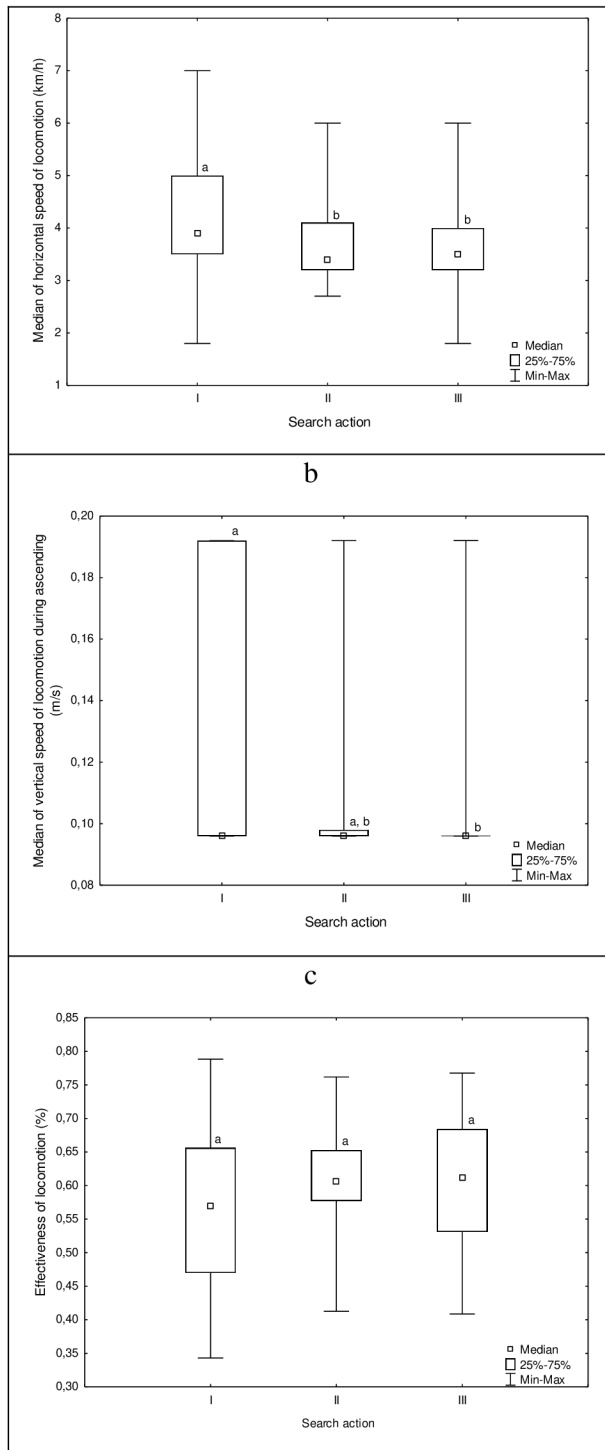 8
7
6
5
4
3
2
1
Median of horizontal speed of locomotion (km/h)
a
b
b
Median
25%-75%
Min-Max
I
II
III
Search action
b
0,20
0,18
0,16
0,14
0,12
0,10
0,08
Median of vertical speed of locomotion during ascending
(m/s)
a
a, b
b
Median
25%-75%
Min-Max
I
II
III
Search action
c
0,85
0,80
0,75
0,70
0,65
0,60
0,55
0,50
0,45
0,40
0,35
0,30
Effectiveness of locomotion (%)
a
a
a
Median
25%-75%
Min-Max
I
II
III
Search action